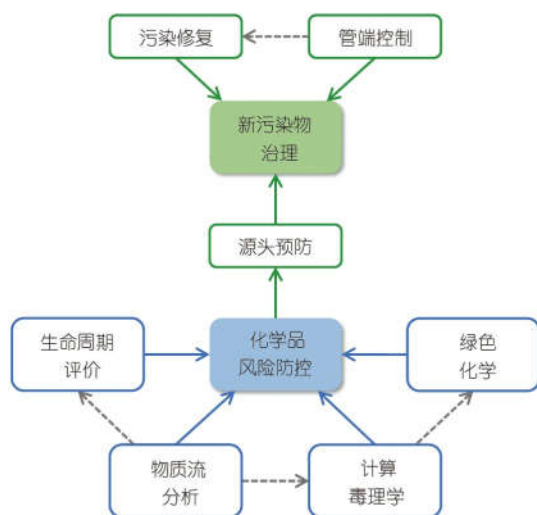 污染修复
管端控制
新污染物
治理
源头预防
生命周期
评价
化学品
风险防控
绿色
化学
物质流
分析
计算
毒理学